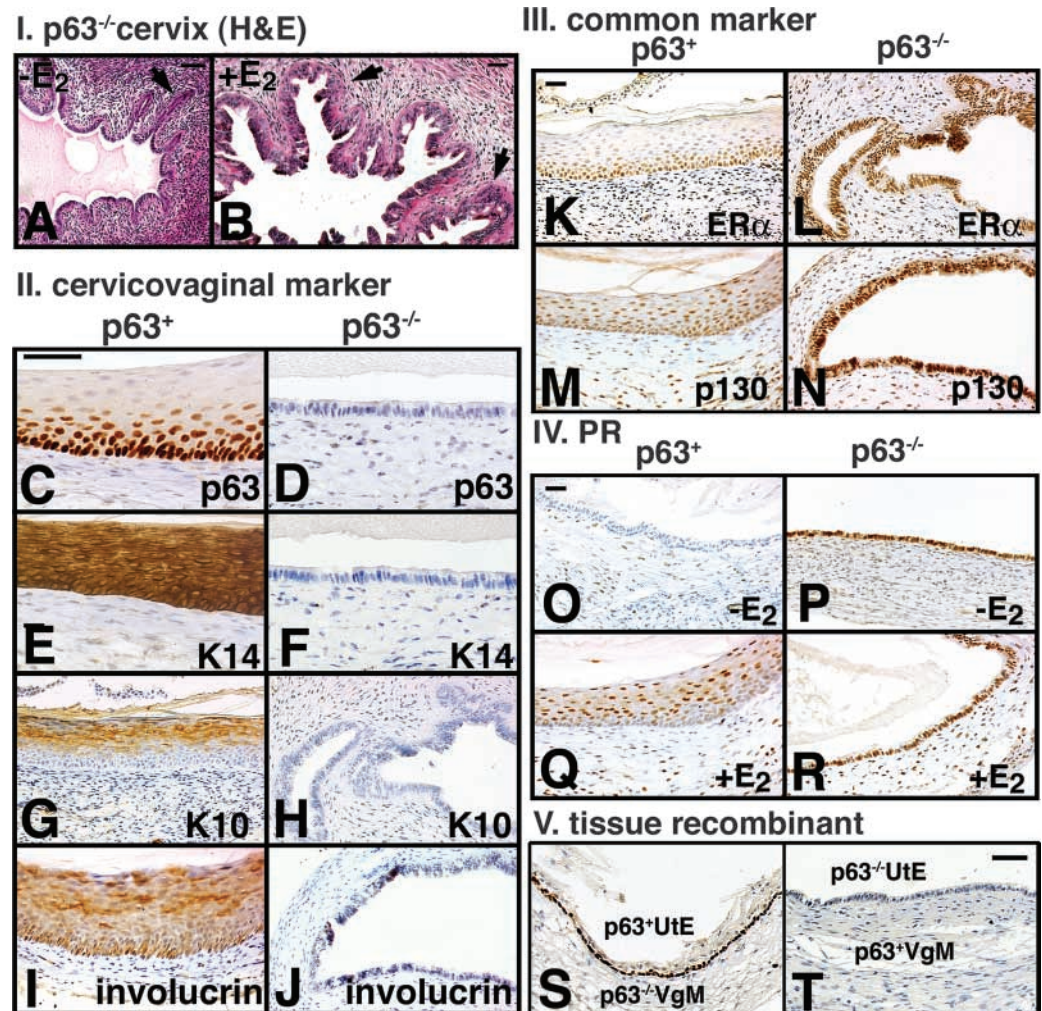 I. p63-/-cervix (H&E)
-E2
A
+E2
B
II. cervicovaginal marker
p63+
p63-/-
C
p63
D
p63
E
K14
F
K14
G
K10
H
K10
I
involucrin
J
involucrin
III. common marker
p63+
p63-/-
K
ERα
L
ERα
M
p130
N
p130
IV. PR
p63+
p63-/-
O
-E2
P
-E2
Q
+E2
R
+E2
V. tissue recombinant
p63+UtE
S
p63-/-VgM
p63-/-UtE
p63+VgM
T